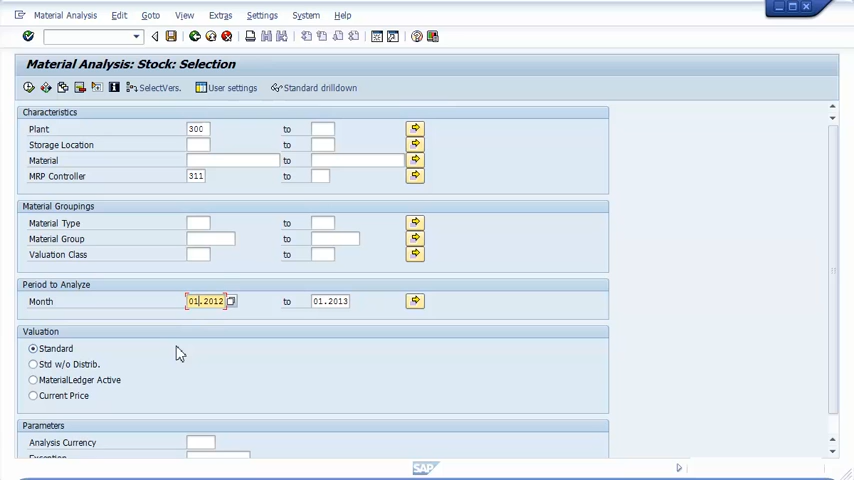 Material Analysis Edit Goto View Extras Settings System Help
Material Analysis: Stock: Selection
SelectVers. User settings Standard drilldown
Characteristics
Plant 300 to
Storage Location to
Material to
MRP Controller 311 to
Material Groupings
Material Type to
Material Group to
Valuation Class to
Period to Analyze
Month 01.2012 to 01.2013
Valuation
Standard
Std w/o Distrib.
MaterialLedger Active
Current Price
Parameters
Analysis Currency
Exception
SAP